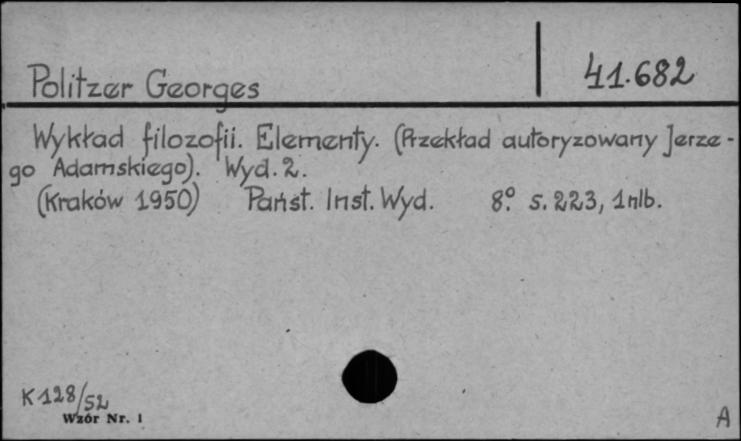 Politzer Georges
41.682
Wykład filozofii. Elementy. (Przekład autoryzowany Jerze-
go Adamskiego). Wyd. 2.
(Kraków 1950) Państ. Inst. Wyd. 8° s. 223, 1nlb.
K 128/52
Wzór Nr. 1
A